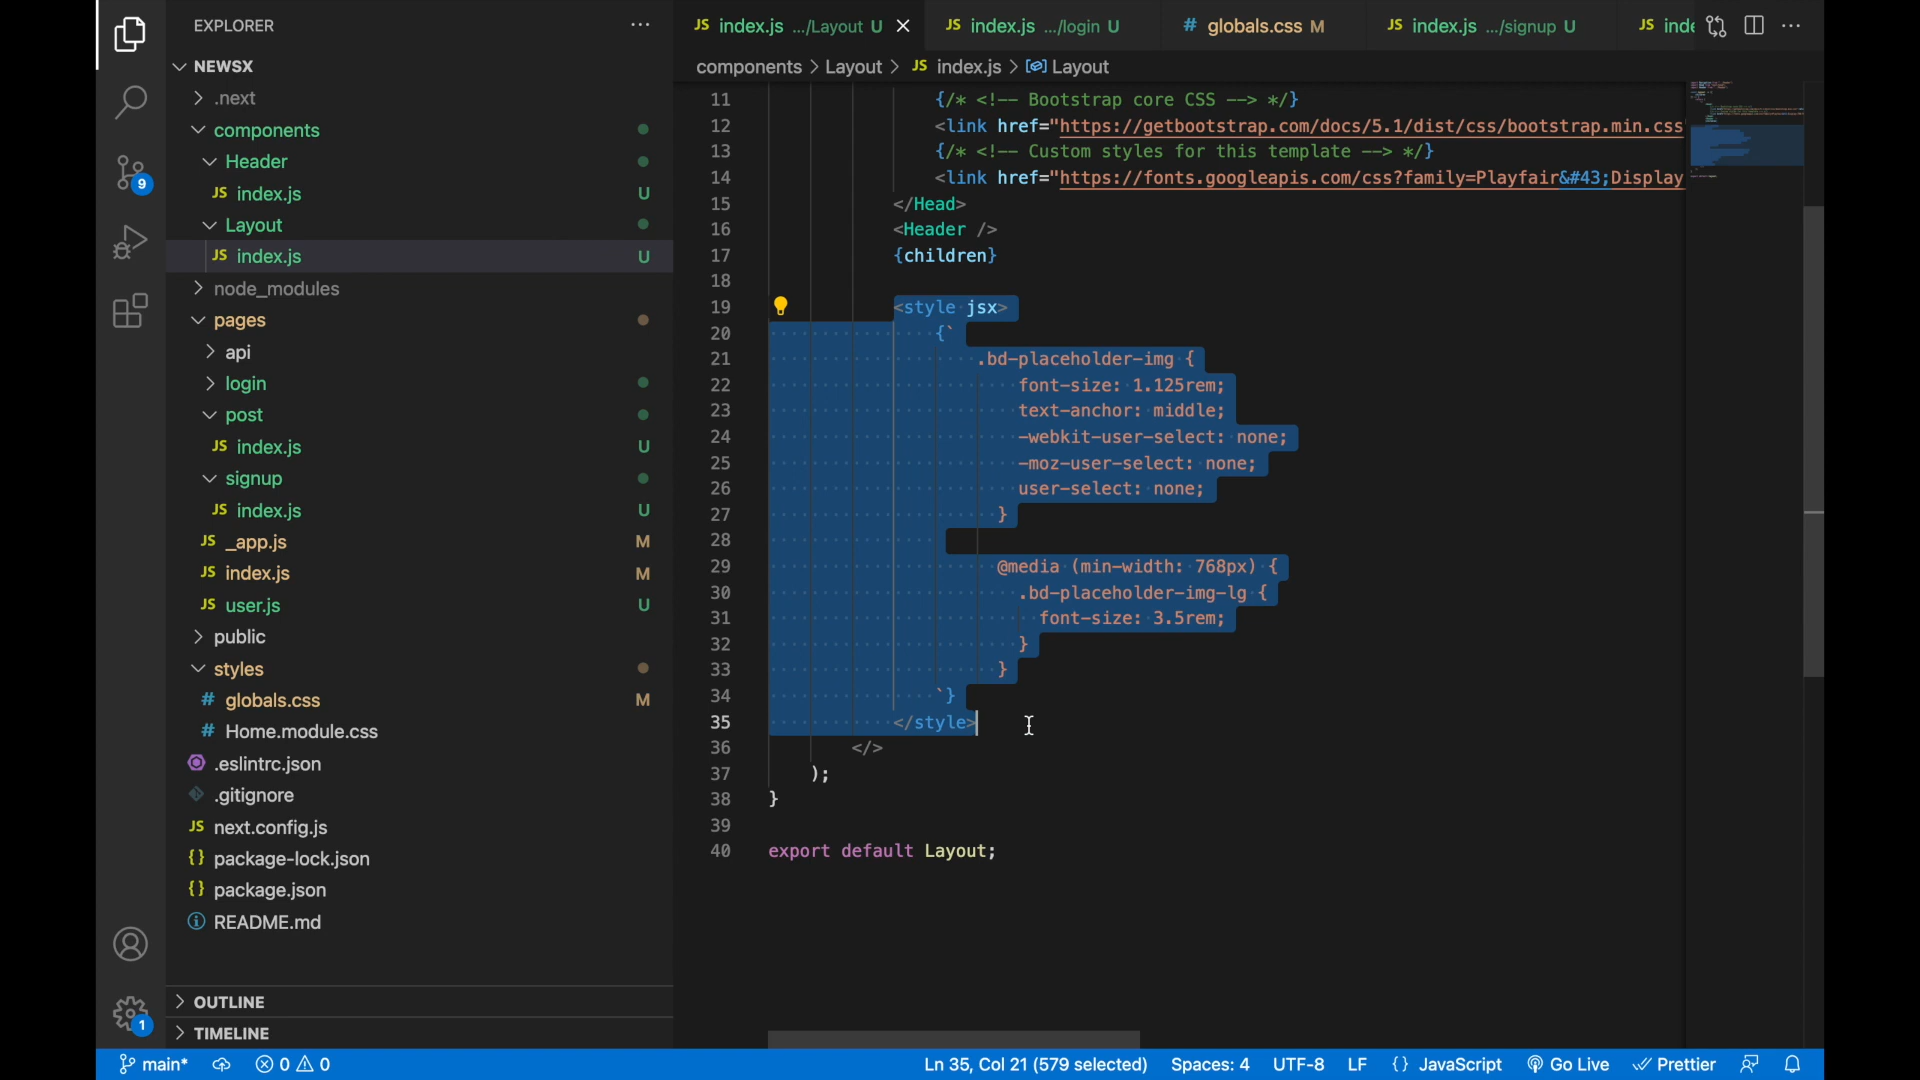 EXPLORER
NEWSX
.next
components
Header
JS index.js U
Layout
JS index.js U
node_modules
pages
api
login
post
JS index.js U
signup
JS index.js U
JS _app.js M
JS index.js M
JS user.js U
public
styles
# globals.css M
# Home.module.css
.eslintrc.json
.gitignore
JS next.config.js
{} package-lock.json
{} package.json
README.md
OUTLINE
TIMELINE
9
1
JS index.js .../Layout U
JS index.js .../login U
# globals.css M
JS index.js .../signup U
JS inde
components > Layout > JS index.js > Layout
11 {/* <!-- Bootstrap core CSS --> */}
12 <link href="https://getbootstrap.com/docs/5.1/dist/css/bootstrap.min.css
13 {/* <!-- Custom styles for this template --> */}
14 <link href="https://fonts.googleapis.com/css?family=Playfair&#43;Display
15 </Head>
16 <Header />
17 {children}
18
19 <style jsx>
20 {`
21 .bd-placeholder-img {
22 font-size: 1.125rem;
23 text-anchor: middle;
24 -webkit-user-select: none;
25 -moz-user-select: none;
26 user-select: none;
27 }
28
29 @media (min-width: 768px) {
30 .bd-placeholder-img-lg {
31 font-size: 3.5rem;
32 }
33 }
34 `}
35 </style>
36 </>
37 );
38 }
39
40 export default Layout;
main* 0 0 Ln 35, Col 21 (579 selected) Spaces: 4 UTF-8 LF {} JavaScript Go Live Prettier